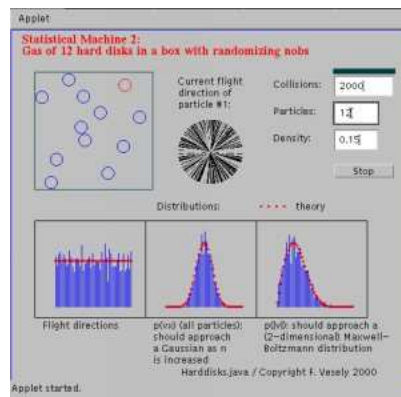 Applet
Statistical Machine 2:
Gas of 12 hard disks in a box with randomizing nobs
Current flight
direction of
particle #1:
Collisions: 2000
Particles: 12
Density: 0.15
Stop
Distributions: theory
Flight directions
p(vx) (all particles):
should approach
a Gaussian as n
is increased
p(|v|): should approach a
(2-dimensional) Maxwell-
Boltzmann distribution
Harddisks.java / Copyright F. Vesely 2000
Applet started.